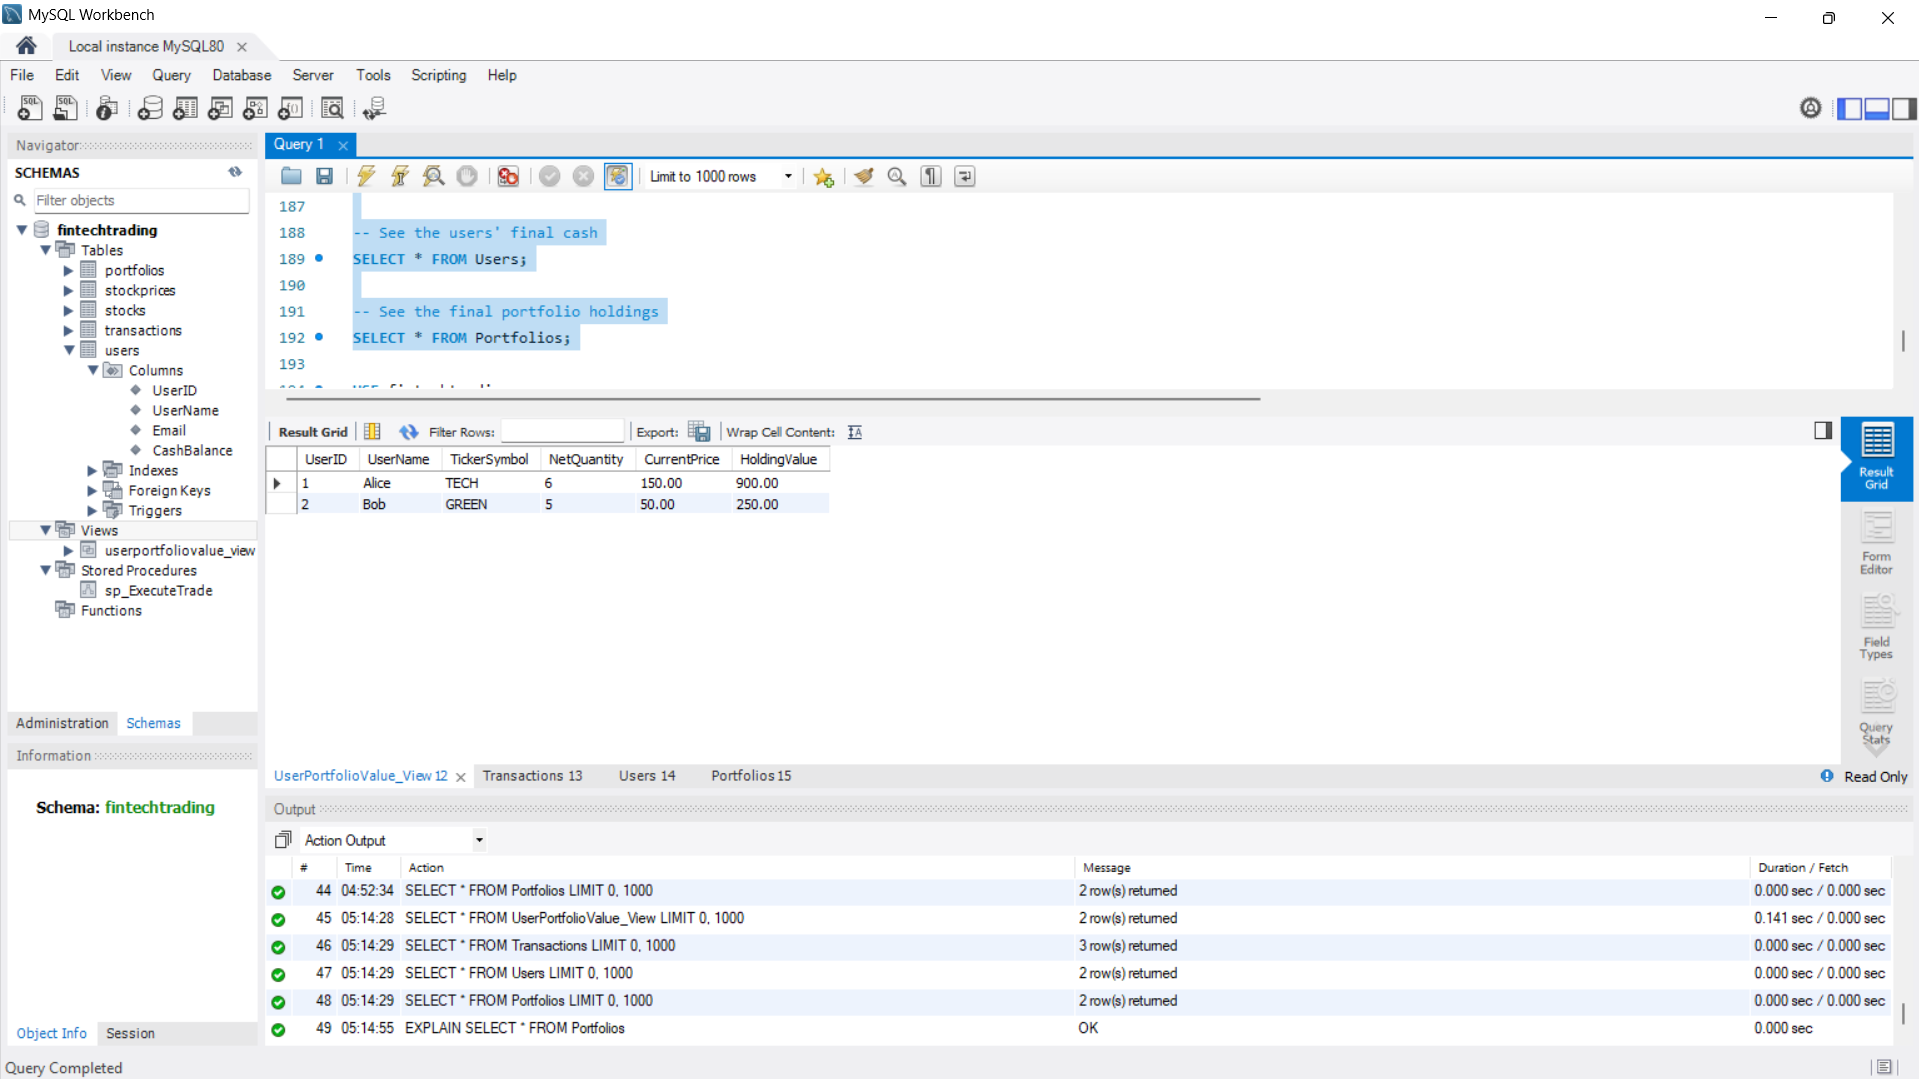 MySQL Workbench
Local instance MySQL80
File Edit View Query Database Server Tools Scripting Help
Navigator
SCHEMAS
Filter objects
fintechtrading
Tables
portfolios
stockprices
stocks
transactions
users
Columns
UserID
UserName
Email
CashBalance
Indexes
Foreign Keys
Triggers
Views
userportfoliovalue_view
Stored Procedures
sp_ExecuteTrade
Functions
Administration Schemas
Information
Schema: fintechtrading
Object Info Session
Query 1
Limit to 1000 rows
187
188 -- See the users' final cash
189 SELECT * FROM Users;
190
191 -- See the final portfolio holdings
192 SELECT * FROM Portfolios;
193
Result Grid Filter Rows: Export: Wrap Cell Content:
UserID UserName TickerSymbol NetQuantity CurrentPrice HoldingValue
1 Alice TECH 6 150.00 900.00
2 Bob GREEN 5 50.00 250.00
Result
Grid
Form
Editor
Field
Types
Query
Stats
UserPortfolioValue_View 12 Transactions 13 Users 14 Portfolios 15
Read Only
Output
Action Output
# Time Action Message Duration / Fetch
44 04:52:34 SELECT * FROM Portfolios LIMIT 0, 1000 2 row(s) returned 0.000 sec / 0.000 sec
45 05:14:28 SELECT * FROM UserPortfolioValue_View LIMIT 0, 1000 2 row(s) returned 0.141 sec / 0.000 sec
46 05:14:29 SELECT * FROM Transactions LIMIT 0, 1000 3 row(s) returned 0.000 sec / 0.000 sec
47 05:14:29 SELECT * FROM Users LIMIT 0, 1000 2 row(s) returned 0.000 sec / 0.000 sec
48 05:14:29 SELECT * FROM Portfolios LIMIT 0, 1000 2 row(s) returned 0.000 sec / 0.000 sec
49 05:14:55 EXPLAIN SELECT * FROM Portfolios OK 0.000 sec
Query Completed